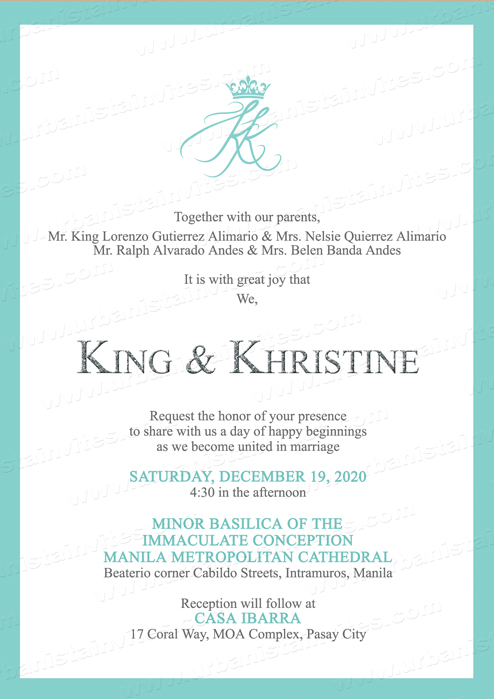 KK
Together with our parents,
Mr. King Lorenzo Gutierrez Alimario & Mrs. Nelsie Quierrez Alimario
Mr. Ralph Alvarado Andes & Mrs. Belen Banda Andes
It is with great joy that
We,
KING & KHRISTINE
Request the honor of your presence
to share with us a day of happy beginnings
as we become united in marriage
SATURDAY, DECEMBER 19, 2020
4:30 in the afternoon
MINOR BASILICA OF THE
IMMACULATE CONCEPTION
MANILA METROPOLITAN CATHEDRAL
Beaterio corner Cabildo Streets, Intramuros, Manila
Reception will follow at
CASA IBARRA
17 Coral Way, MOA Complex, Pasay City
www.urbanistainvites.com